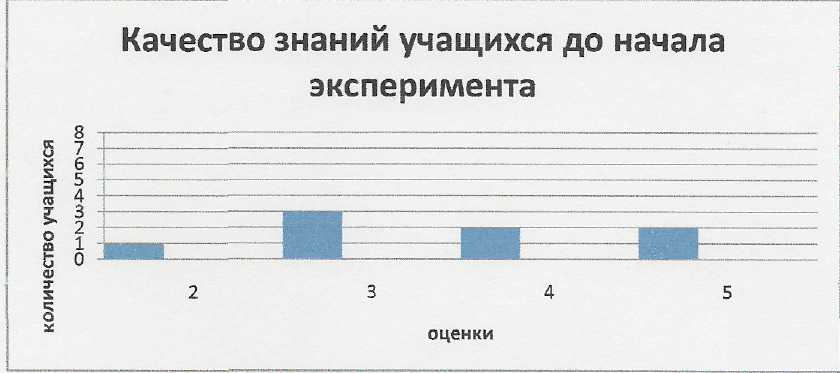 Качество знаний учащихся до начала
эксперимента
количество учащихся
8
7
6
5
4
3
2
1
0
2 3 4 5
оценки